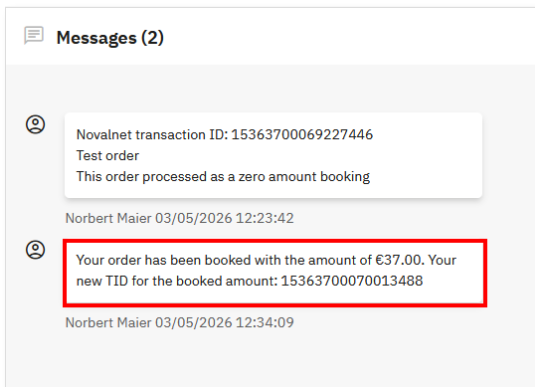 Messages (2)
Novalnet transaction ID: 15363700069227446
Test order
This order processed as a zero amount booking
Norbert Maier 03/05/2026 12:23:42
Your order has been booked with the amount of €37.00. Your
new TID for the booked amount: 15363700070013488
Norbert Maier 03/05/2026 12:34:09